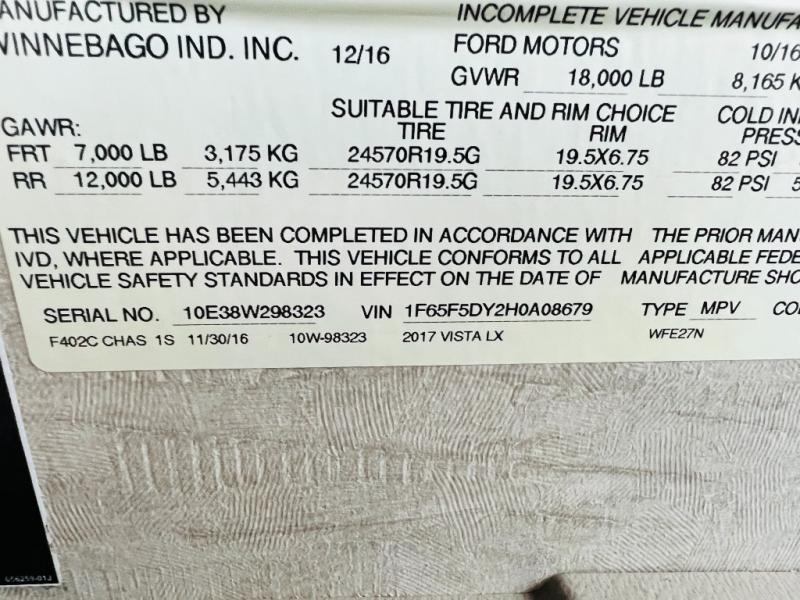 ANUFACTURED BY INCOMPLETE VEHICLE MANUFA
WINNEBAGO IND. INC. 12/16 FORD MOTORS 10/16
GVWR 18,000 LB 8,165 K
SUITABLE TIRE AND RIM CHOICE COLD IN
GAWR: TIRE RIM PRESS
FRT 7,000 LB 3,175 KG 24570R19.5G 19.5X6.75 82 PSI
RR 12,000 LB 5,443 KG 24570R19.5G 19.5X6.75 82 PSI 5
THIS VEHICLE HAS BEEN COMPLETED IN ACCORDANCE WITH THE PRIOR MAN
IVD, WHERE APPLICABLE. THIS VEHICLE CONFORMS TO ALL APPLICABLE FEDE
VEHICLE SAFETY STANDARDS IN EFFECT ON THE DATE OF MANUFACTURE SHO
SERIAL NO. 10E38W298323 VIN 1F65F5DY2H0A08679 TYPE MPV CO
F402C CHAS 1S 11/30/16 10W-98323 2017 VISTA LX WFE27N